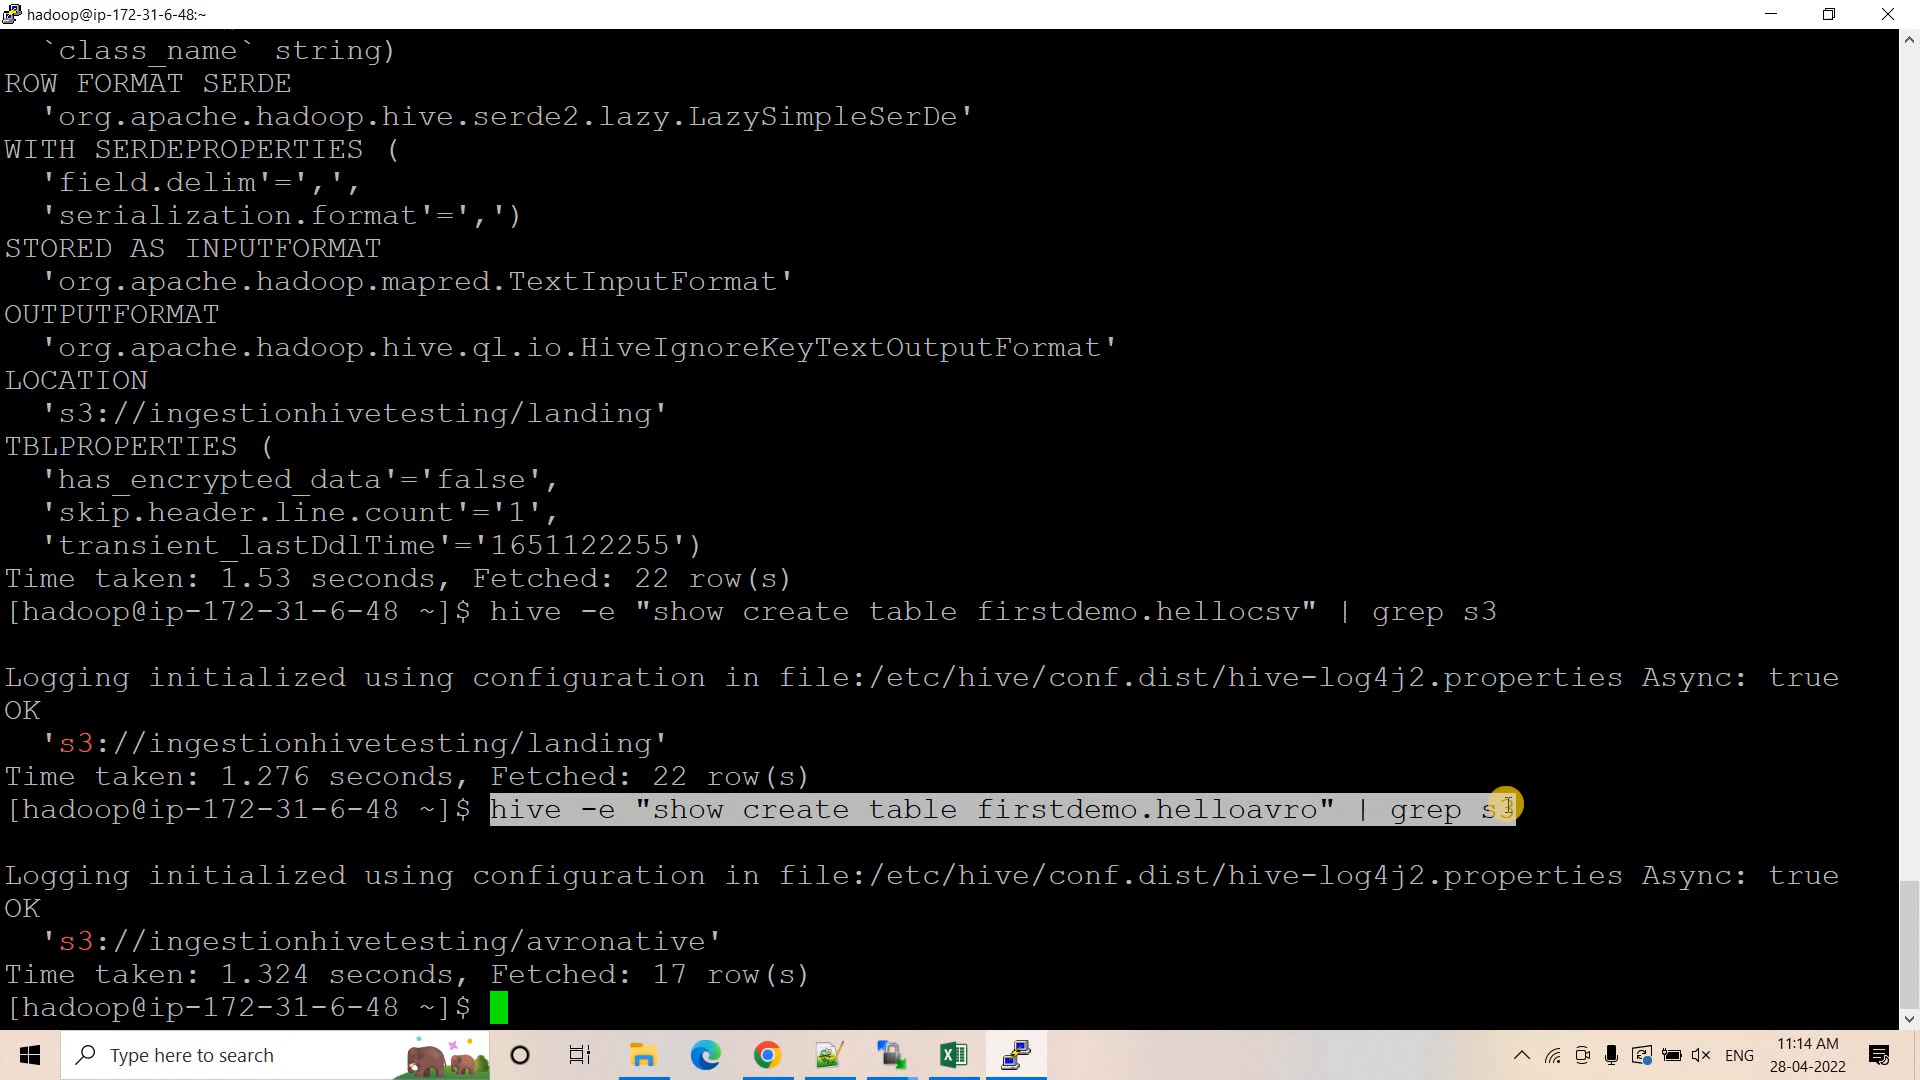 hadoop@ip-172-31-6-48:~
  `class_name` string)
ROW FORMAT SERDE
  'org.apache.hadoop.hive.serde2.lazy.LazySimpleSerDe'
WITH SERDEPROPERTIES (
  'field.delim'=',',
  'serialization.format'=',')
STORED AS INPUTFORMAT
  'org.apache.hadoop.mapred.TextInputFormat'
OUTPUTFORMAT
  'org.apache.hadoop.hive.ql.io.HiveIgnoreKeyTextOutputFormat'
LOCATION
  's3://ingestionhivetesting/landing'
TBLPROPERTIES (
  'has_encrypted_data'='false',
  'skip.header.line.count'='1',
  'transient_lastDdlTime'='1651122255')
Time taken: 1.53 seconds, Fetched: 22 row(s)
[hadoop@ip-172-31-6-48 ~]$ hive -e "show create table firstdemo.hellocsv" | grep s3
Logging initialized using configuration in file:/etc/hive/conf.dist/hive-log4j2.properties Async: true
OK
  's3://ingestionhivetesting/landing'
Time taken: 1.276 seconds, Fetched: 22 row(s)
[hadoop@ip-172-31-6-48 ~]$ hive -e "show create table firstdemo.helloavro" | grep s3
Logging initialized using configuration in file:/etc/hive/conf.dist/hive-log4j2.properties Async: true
OK
  's3://ingestionhivetesting/avronative'
Time taken: 1.324 seconds, Fetched: 17 row(s)
[hadoop@ip-172-31-6-48 ~]$
Type here to search
ENG
11:14 AM
28-04-2022